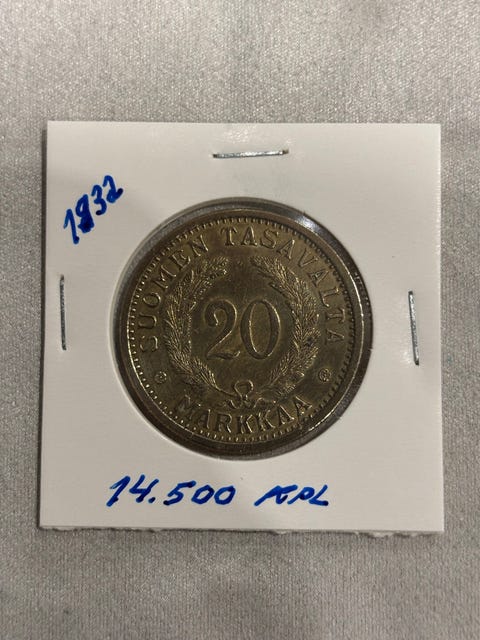 1932
SUOMEN TASAVALTA
20
MARKKAA
14.500 KPL